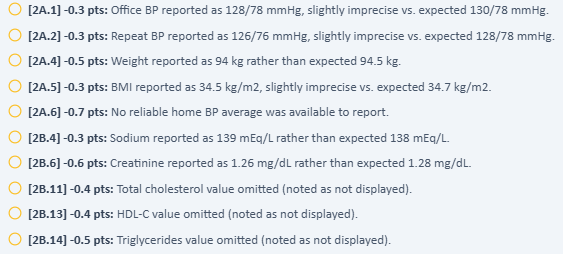 [2A.1] -0.3 pts: Office BP reported as 128/78 mmHg, slightly imprecise vs. expected 130/78 mmHg.
[2A.2] -0.3 pts: Repeat BP reported as 126/76 mmHg, slightly imprecise vs. expected 128/78 mmHg.
[2A.4] -0.5 pts: Weight reported as 94 kg rather than expected 94.5 kg.
[2A.5] -0.3 pts: BMI reported as 34.5 kg/m2, slightly imprecise vs. expected 34.7 kg/m2.
[2A.6] -0.7 pts: No reliable home BP average was available to report.
[2B.4] -0.3 pts: Sodium reported as 139 mEq/L rather than expected 138 mEq/L.
[2B.6] -0.6 pts: Creatinine reported as 1.26 mg/dL rather than expected 1.28 mg/dL.
[2B.11] -0.4 pts: Total cholesterol value omitted (noted as not displayed).
[2B.13] -0.4 pts: HDL-C value omitted (noted as not displayed).
[2B.14] -0.5 pts: Triglycerides value omitted (noted as not displayed).